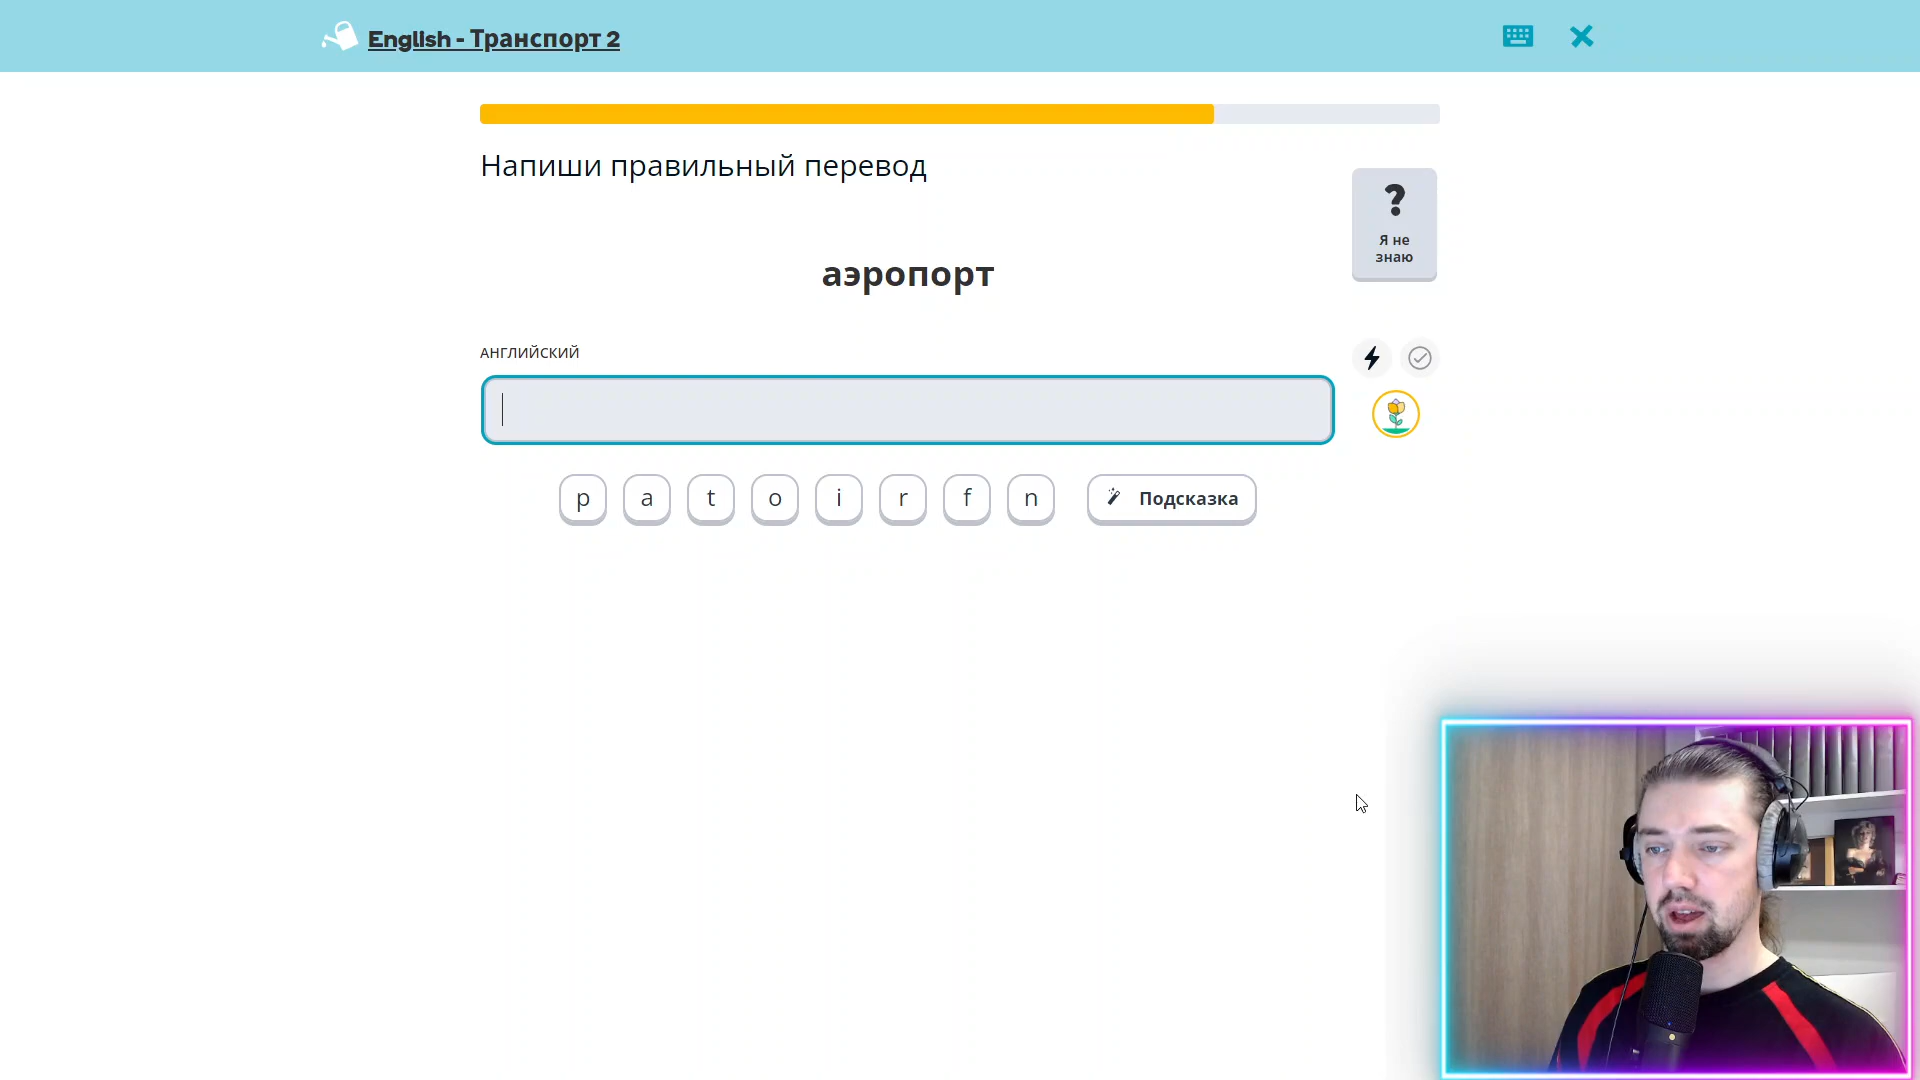 English - Транспорт 2
Напиши правильный перевод
?
Я не
знаю
аэропорт
АНГЛИЙСКИЙ
p a t o i r f n Подсказка